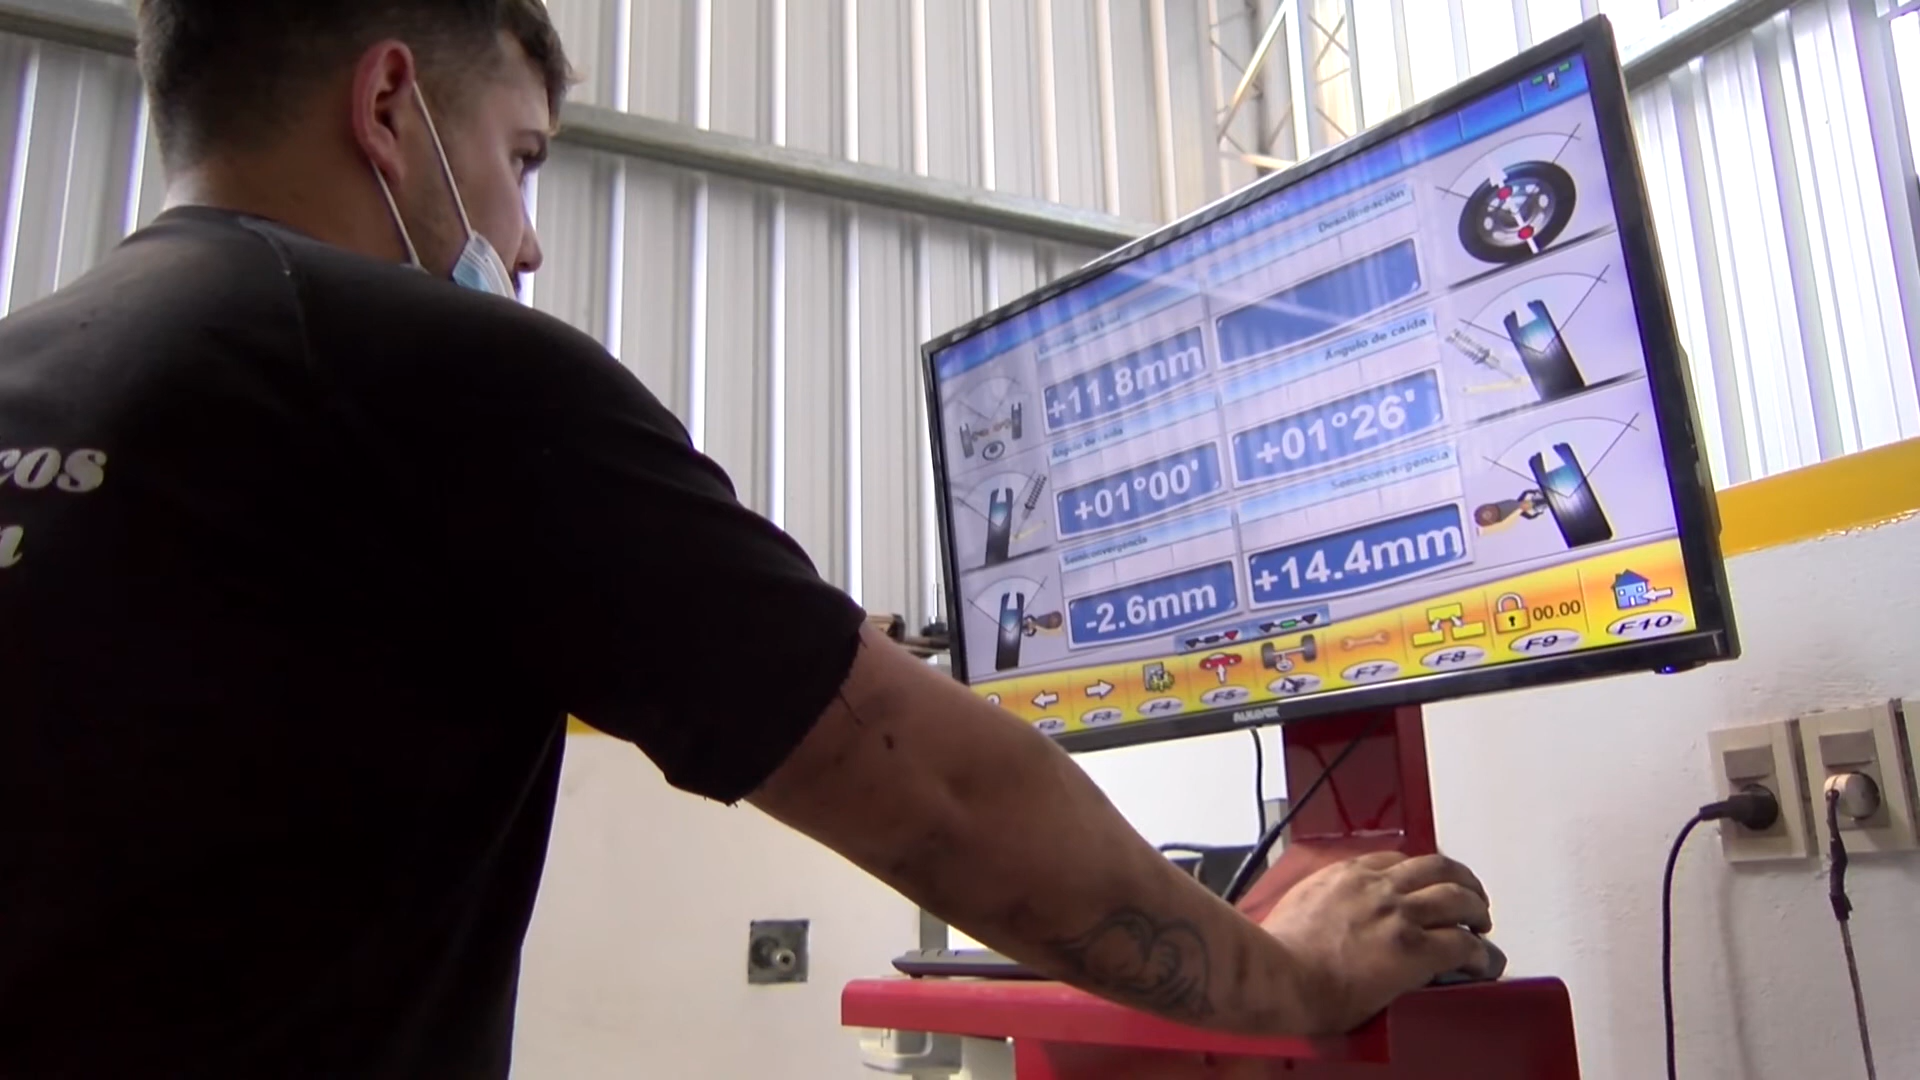 cos
Desalineación
+11.8mm
Ángulo de caída
Ángulo de caída
+01°00'
+01°26'
Semiconvergencia
Semiconvergencia
-2.6mm
+14.4mm
00.00
F2
F3
F4
F5
F7
F8
F9
F10